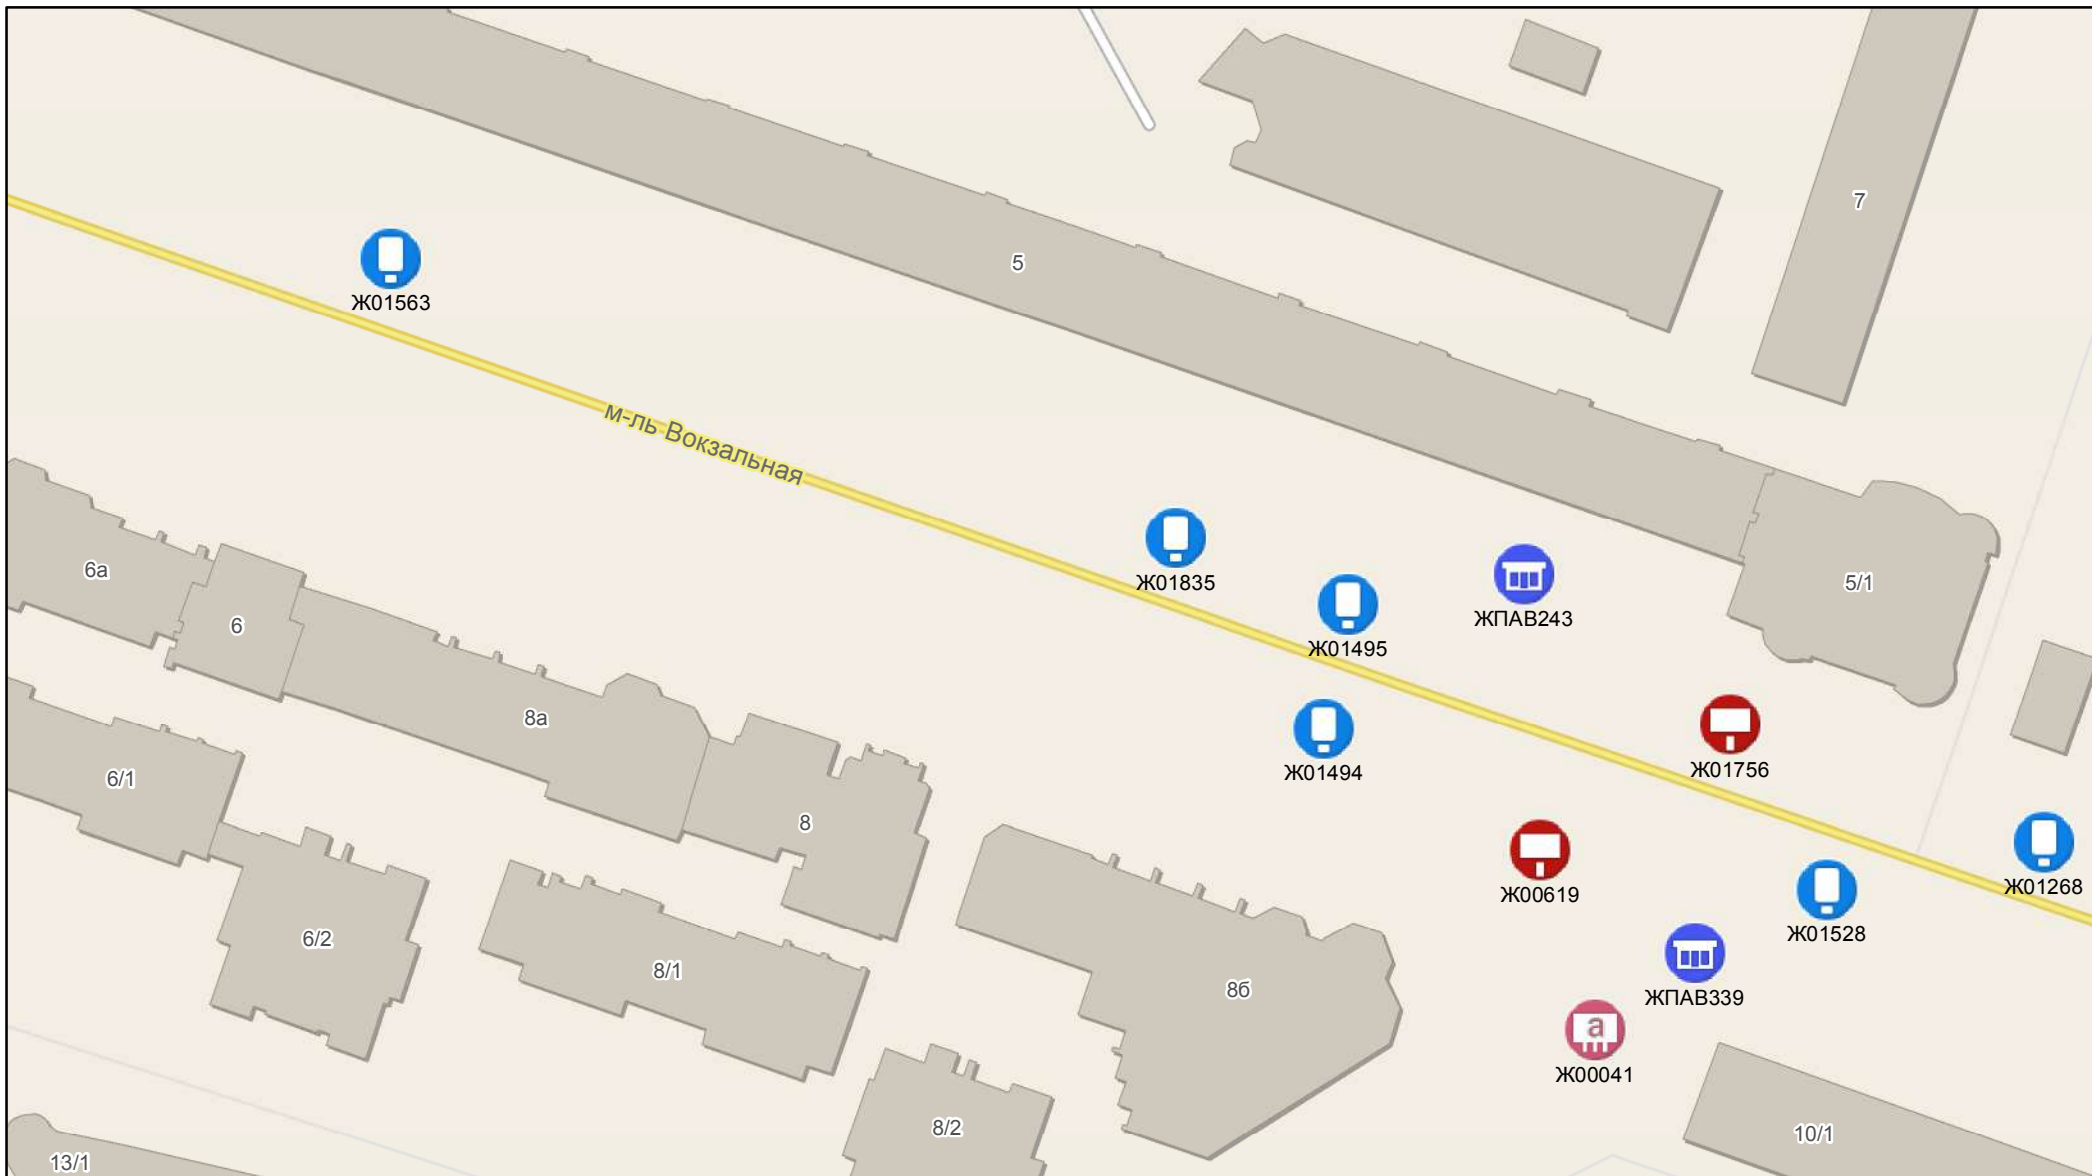 7
5
Ж01563
м-ль Вокзальная
6а
6
Ж01835
ЖПАВ243
5/1
Ж01495
8а
6/1
Ж01494
Ж01756
8
Ж00619
Ж01268
Ж01528
6/2
8/1
8б
ЖПАВ339
а
Ж00041
8/2
10/1
13/1